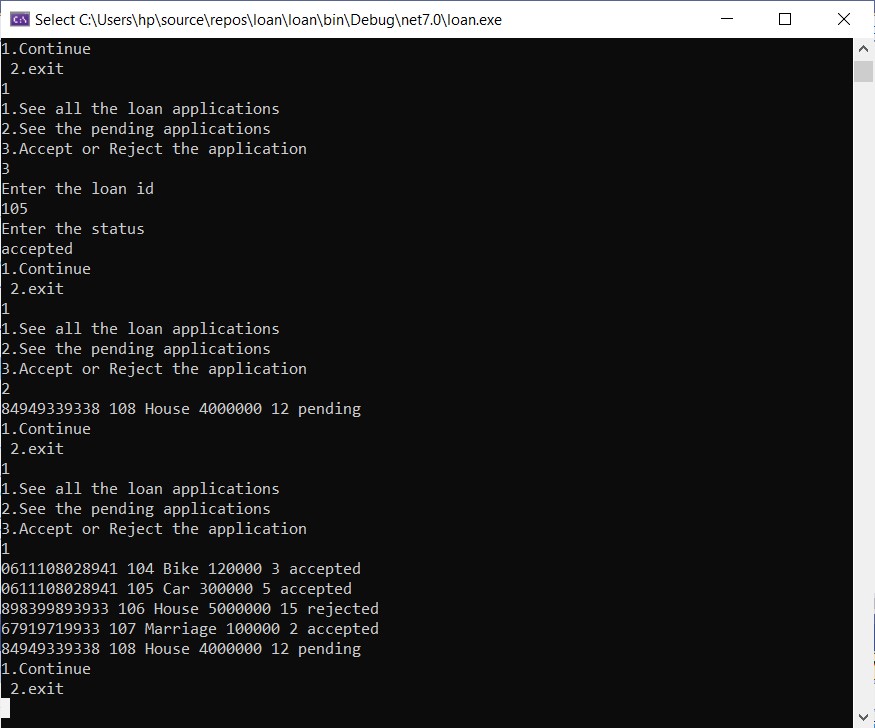 Select C:\Users\hp\source\repos\loan\loan\bin\Debug\net7.0\loan.exe
1.Continue
 2.exit
1
1.See all the loan applications
2.See the pending applications
3.Accept or Reject the application
3
Enter the loan id
105
Enter the status
accepted
1.Continue
 2.exit
1
1.See all the loan applications
2.See the pending applications
3.Accept or Reject the application
2
84949339338 108 House 4000000 12 pending
1.Continue
 2.exit
1
1.See all the loan applications
2.See the pending applications
3.Accept or Reject the application
1
0611108028941 104 Bike 120000 3 accepted
0611108028941 105 Car 300000 5 accepted
898399893933 106 House 5000000 15 rejected
67919719933 107 Marriage 100000 2 accepted
84949339338 108 House 4000000 12 pending
1.Continue
 2.exit